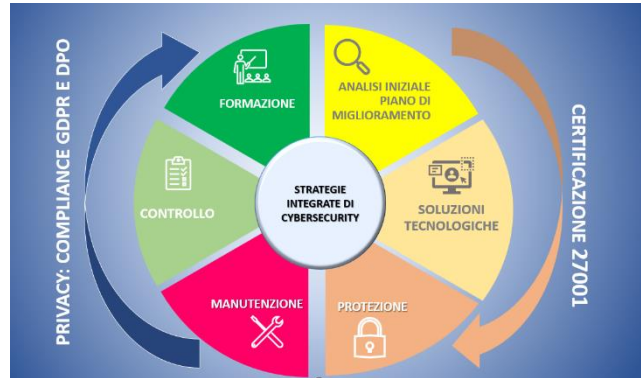 PRIVACY: COMPLIANCE GDPR E DPO
FORMAZIONE
ANALISI INIZIALE
PIANO DI
MIGLIORAMENTO
CONTROLLO
STRATEGIE
INTEGRATE DI
CYBERSECURITY
SOLUZIONI
TECNOLOGICHE
MANUTENZIONE
PROTEZIONE
CERTIFICAZIONE 27001